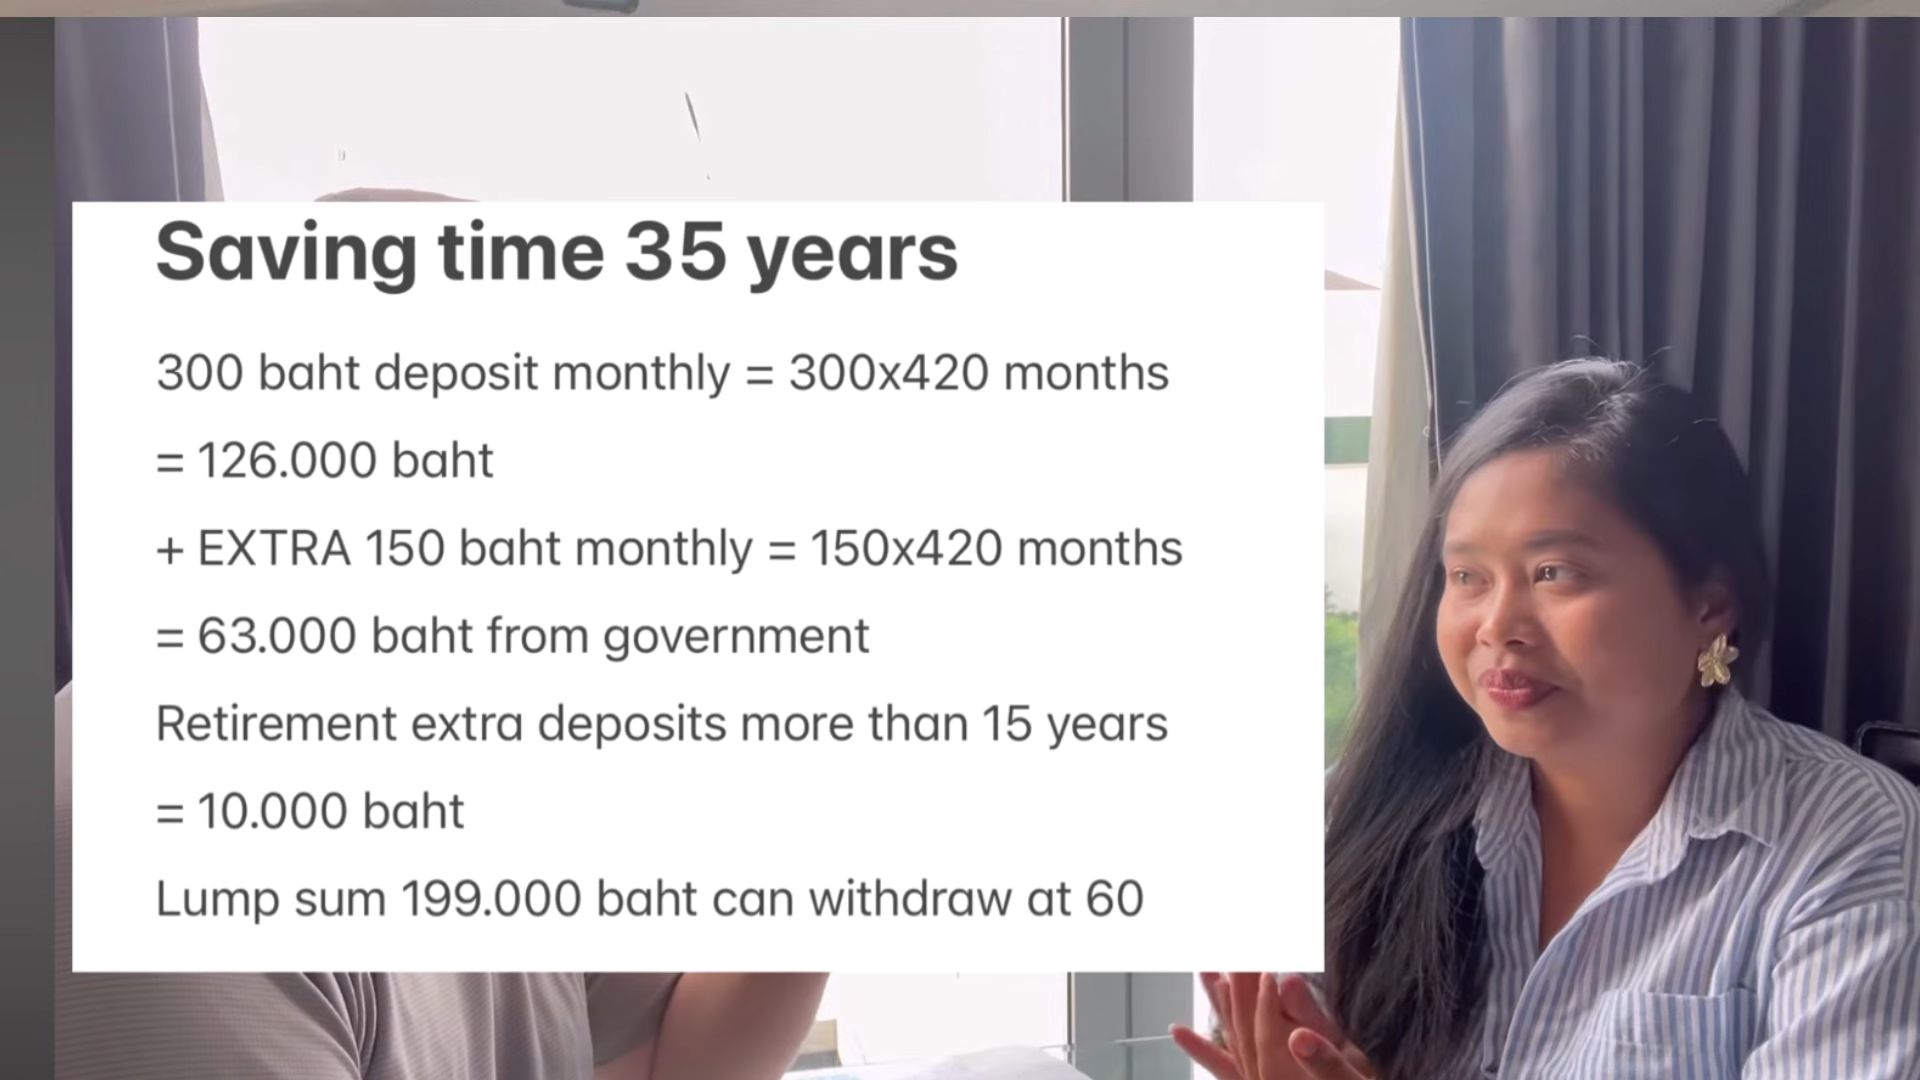 Saving time 35 years
300 baht deposit monthly = 300x420 months
= 126.000 baht
+ EXTRA 150 baht monthly = 150x420 months
= 63.000 baht from government
Retirement extra deposits more than 15 years
= 10.000 baht
Lump sum 199.000 baht can withdraw at 60